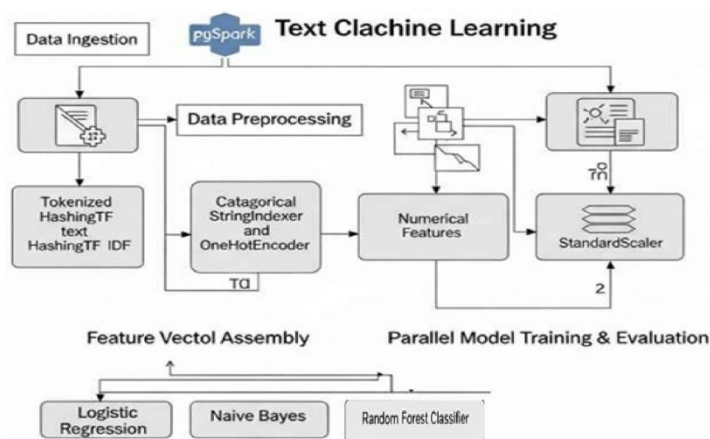 Data Ingestion
pySpark
Text Clachine Learning
Data Preprocessing
Tokenized
HashingTF
text
HashingTF IDF
Catagorical
StringIndexer
and
OneHotEncoder
Numerical
Features
StandardScaler
2
Feature Vectol Assembly
Parallel Model Training & Evaluation
Logistic
Regression
Naive Bayes
Random Forest Classifier